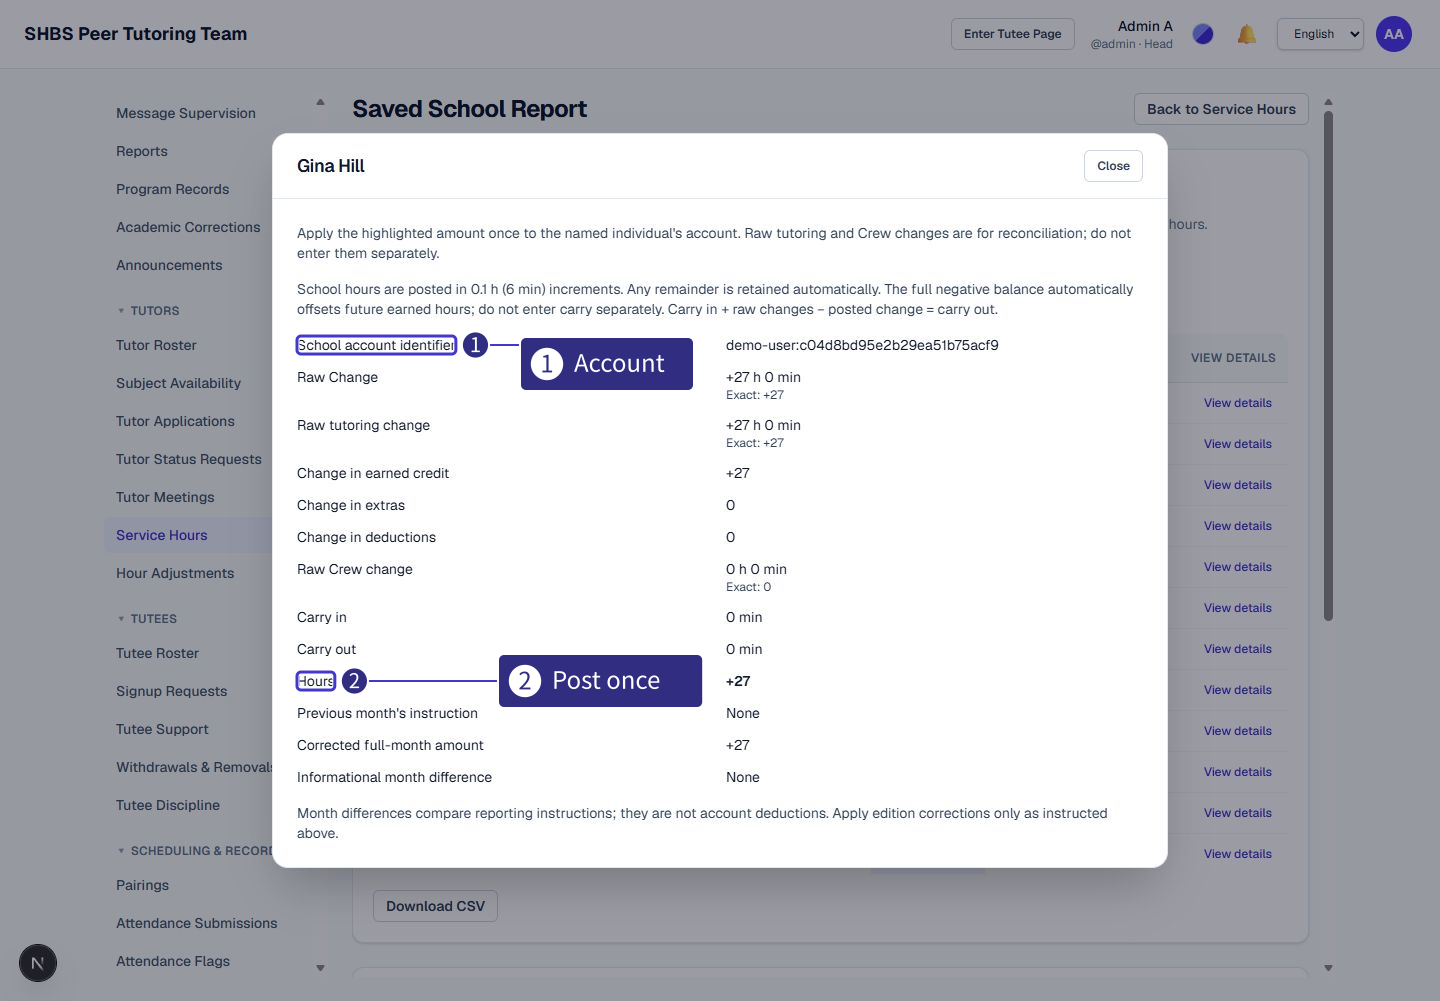 SHBS Peer Tutoring Team
Enter Tutee Page
Admin A
@admin · Head
English
AA
Message Supervision
Reports
Program Records
Academic Corrections
Announcements
TUTORS
Tutor Roster
Subject Availability
Tutor Applications
Tutor Status Requests
Tutor Meetings
Service Hours
Hour Adjustments
TUTEES
Tutee Roster
Signup Requests
Tutee Support
Withdrawals & Removals
Tutee Discipline
SCHEDULING & RECORD
Pairings
Attendance Submissions
Attendance Flags
N
Saved School Report
Back to Service Hours
hours.
VIEW DETAILS
View details
View details
View details
View details
View details
View details
View details
View details
View details
View details
View details
View details
Download CSV
Gina Hill
Close
Apply the highlighted amount once to the named individual's account. Raw tutoring and Crew changes are for reconciliation; do not
enter them separately.
School hours are posted in 0.1 h (6 min) increments. Any remainder is retained automatically. The full negative balance automatically
offsets future earned hours; do not enter carry separately. Carry in + raw changes − posted change = carry out.
School account identifier 1 1 Account demo-user:c04d8bd95e2b29ea51b75acf9
Raw Change +27 h 0 min
Exact: +27
Raw tutoring change +27 h 0 min
Exact: +27
Change in earned credit +27
Change in extras 0
Change in deductions 0
Raw Crew change 0 h 0 min
Exact: 0
Carry in 0 min
Carry out 0 min
Hours 2 2 Post once +27
Previous month's instruction None
Corrected full-month amount +27
Informational month difference None
Month differences compare reporting instructions; they are not account deductions. Apply edition corrections only as instructed
above.